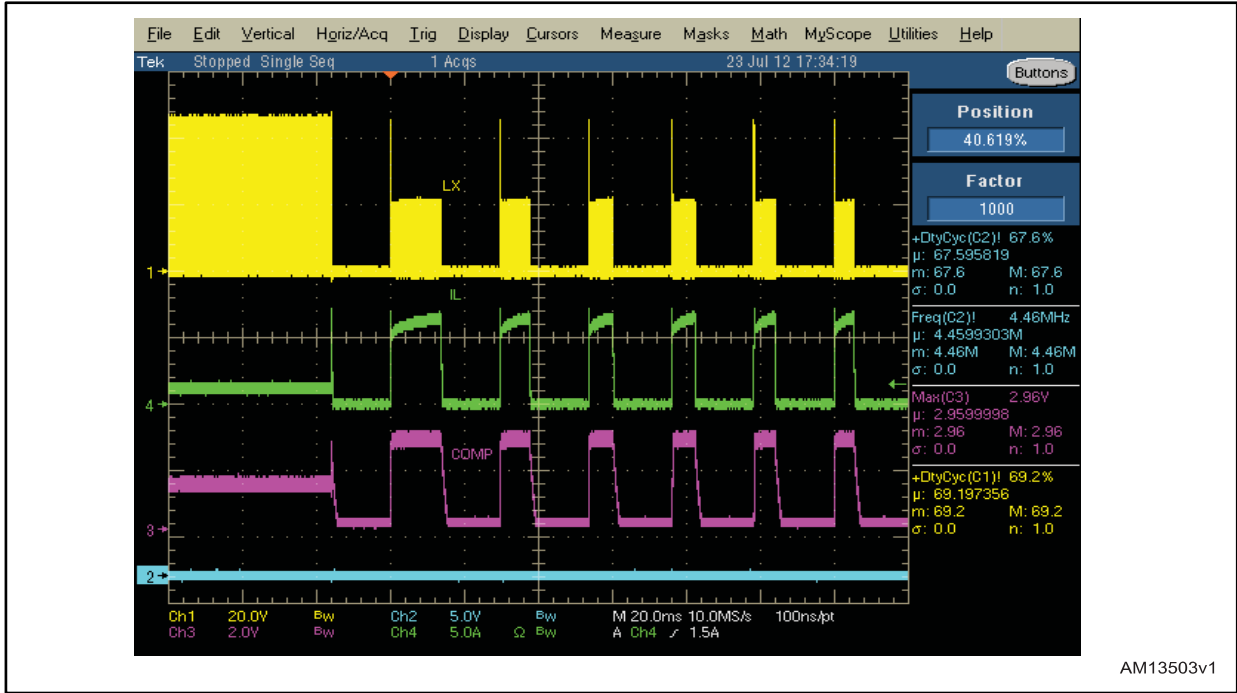 File Edit Vertical Horiz/Acq Trig Display Cursors Measure Masks Math MyScope Utilities Help
Tek Stopped Single Seq 1 Acqs 23 Jul 12 17:34:19
Buttons
Position
40.619%
Factor
1000
+DtyCyc(C2)! 67.6%
µ: 67.595819
m: 67.6 M: 67.6
σ: 0.0 n: 1.0
Freq(C2)! 4.46MHz
µ: 4.4599303M
m: 4.46M M: 4.46M
σ: 0.0 n: 1.0
Max(C3) 2.96V
µ: 2.9599998
m: 2.96 M: 2.96
σ: 0.0 n: 1.0
+DtyCyc(C1)! 69.2%
µ: 69.197356
m: 69.2 M: 69.2
σ: 0.0 n: 1.0
LX
1
IL
4
COMP
3
2
Ch1 20.0V Bw Ch2 5.0V Bw M 20.0ms 10.0MS/s 100ns/pt
Ch3 2.0V Bw Ch4 5.0A Ω Bw A Ch4 / 1.5A
AM13503v1